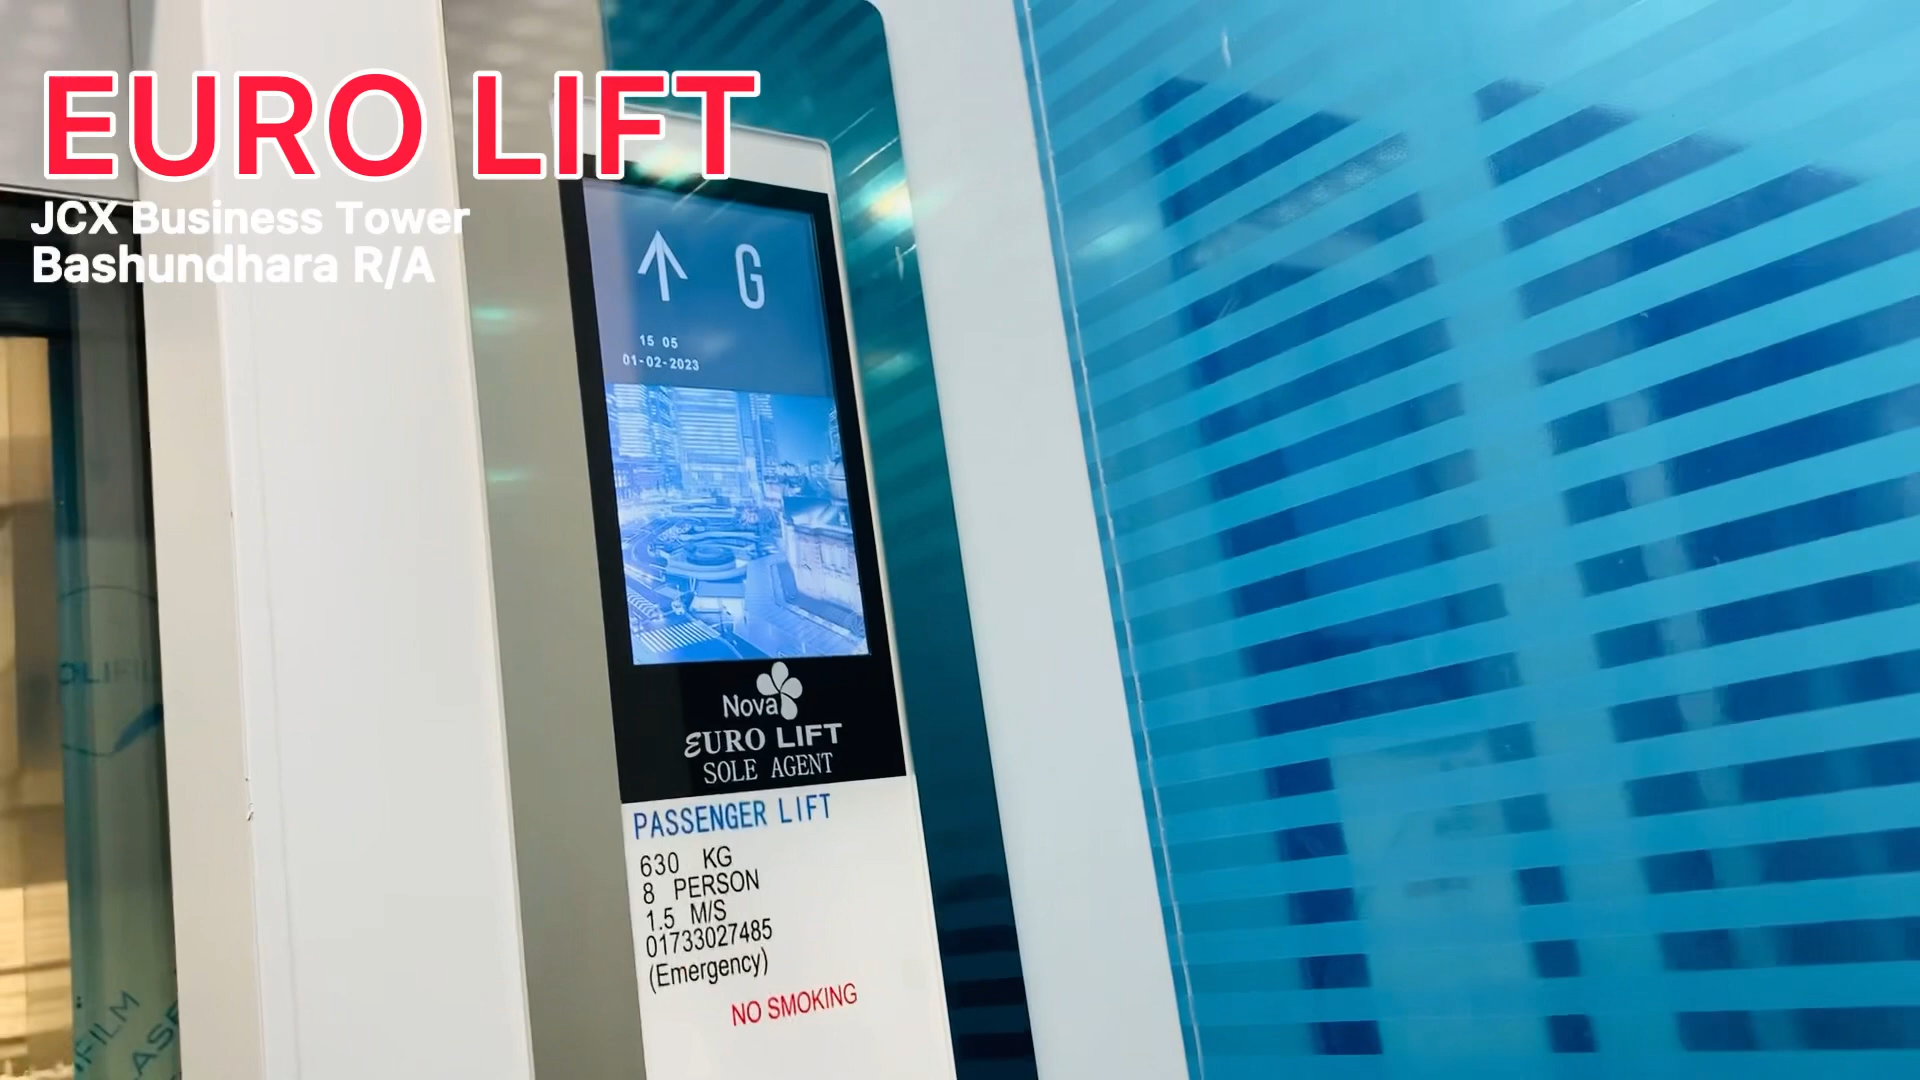 EURO LIFT
JCX Business Tower
Bashundhara R/A
G
15 05
01-02-2023
Nova
EURO LIFT
SOLE AGENT
PASSENGER LIFT
630 KG
8 PERSON
1.5 M/S
01733027485
(Emergency)
NO SMOKING